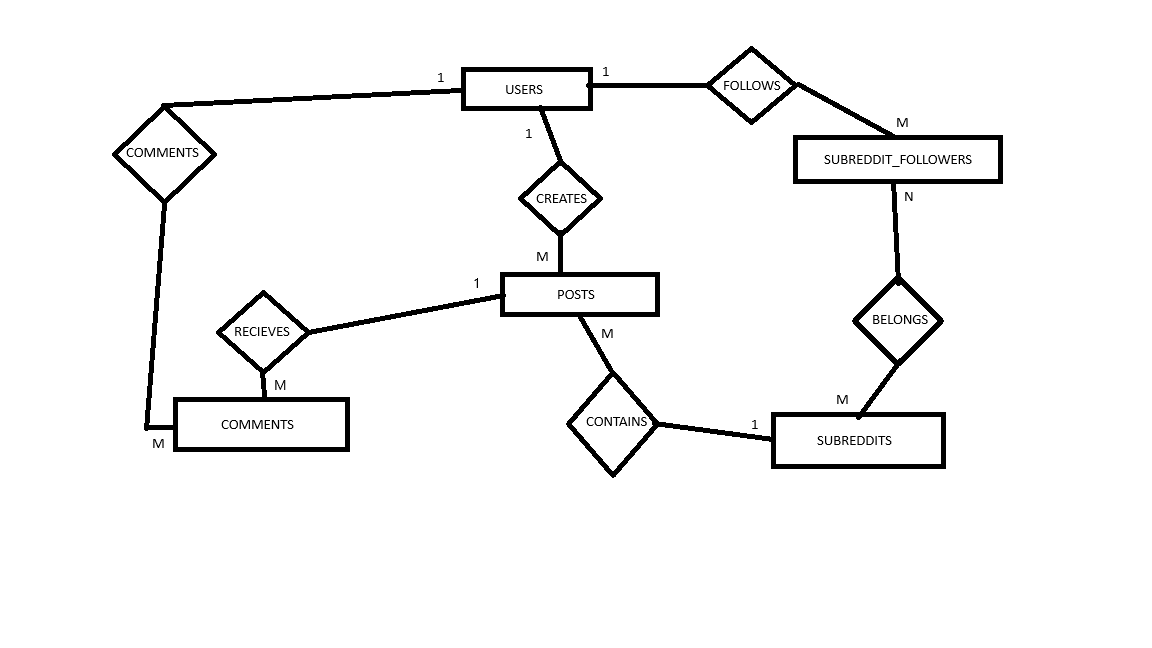 1
USERS
1
FOLLOWS
M
1
COMMENTS
SUBREDDIT_FOLLOWERS
CREATES
N
M
1
POSTS
RECIEVES
M
BELONGS
M
M
COMMENTS
CONTAINS
1
SUBREDDITS
M